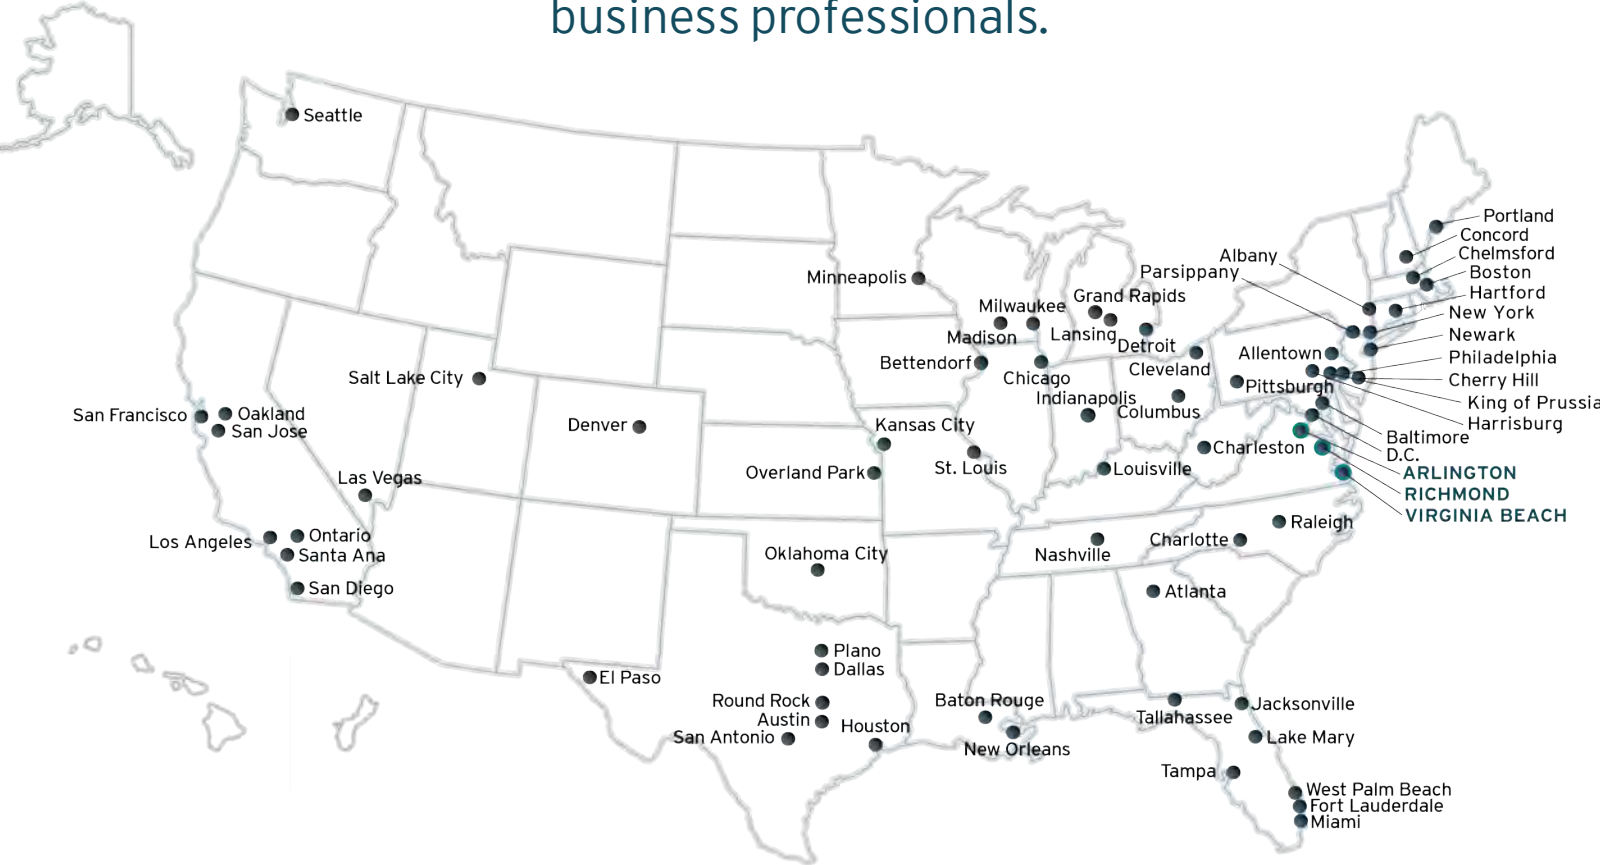 business professionals.
Seattle
Portland
Concord
Chelmsford
Albany
Parsippany
Boston
Minneapolis
Grand Rapids
Hartford
Milwaukee
New York
Madison
Lansing
Detroit
Newark
Allentown
Philadelphia
Bettendorf
Cleveland
Chicago
Salt Lake City
Pittsburgh
Cherry Hill
Indianapolis
Columbus
King of Prussia
San Francisco
Oakland
San Jose
Denver
Kansas City
Harrisburg
Baltimore
D.C.
Charleston
St. Louis
Louisville
Overland Park
ARLINGTON
Las Vegas
RICHMOND
VIRGINIA BEACH
Raleigh
Los Angeles
Ontario
Santa Ana
Charlotte
Nashville
Oklahoma City
San Diego
Atlanta
Plano
Dallas
El Paso
Round Rock
Austin
San Antonio
Houston
Baton Rouge
New Orleans
Tallahassee
Jacksonville
Lake Mary
Tampa
West Palm Beach
Fort Lauderdale
Miami